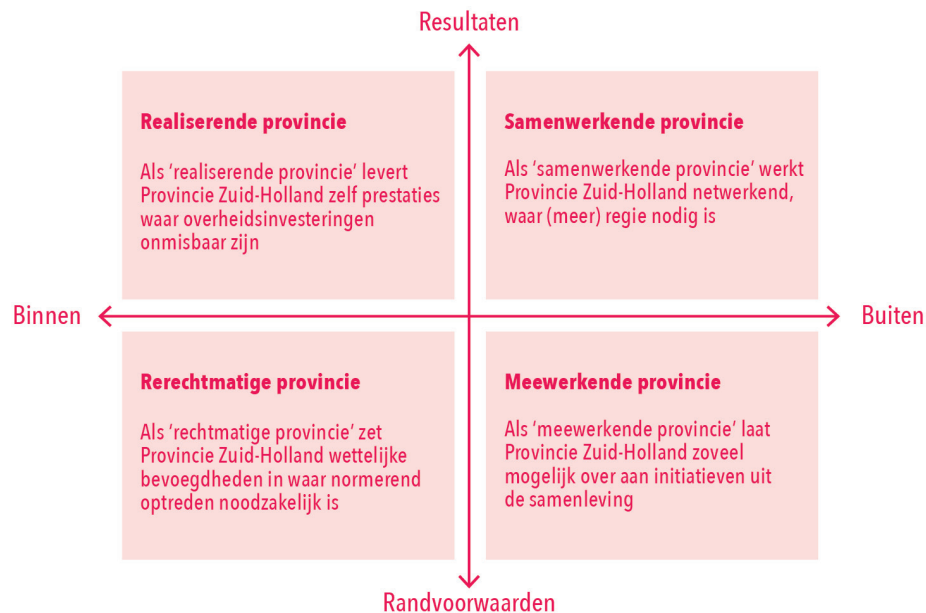 Resultaten
Realiserende provincie
Als ‘realiserende provincie’ levert
Provincie Zuid-Holland zelf prestaties
waar overheidsinvesteringen
onmisbaar zijn
Samenwerkende provincie
Als ‘samenwerkende provincie’ werkt
Provincie Zuid-Holland netwerkend,
waar (meer) regie nodig is
Binnen
Buiten
Rerechtmatige provincie
Als ‘rechtmatige provincie’ zet
Provincie Zuid-Holland wettelijke
bevoegdheden in waar normerend
optreden noodzakelijk is
Meewerkende provincie
Als ‘meewerkende provincie’ laat
Provincie Zuid-Holland zoveel
mogelijk over aan initiatieven uit
de samenleving
Randvoorwaarden